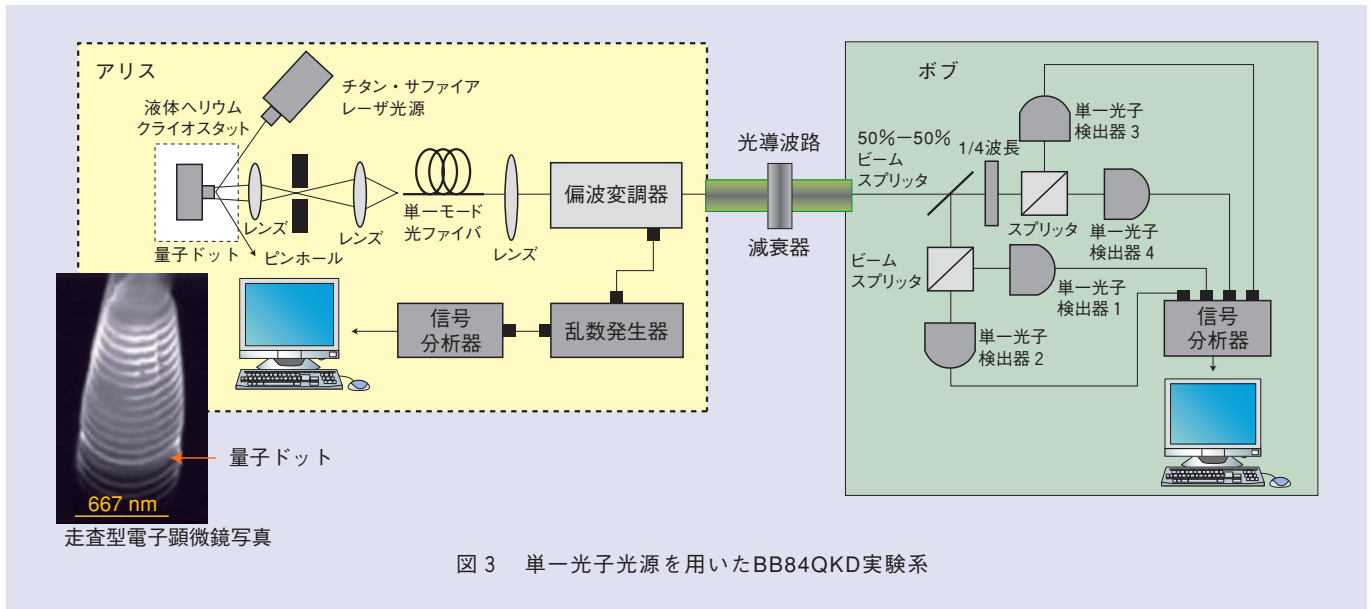 アリス
チタン・サファイア
レーザ光源
液体ヘリウム
クライオスタット
レンズ
レンズ
単一モード
光ファイバ
レンズ
偏波変調器
量子ドット
ピンホール
信号
分析器
乱数発生器
量子ドット
667 nm
走査型電子顕微鏡写真
光導波路
減衰器
ボブ
50%－50%
ビーム
スプリッタ
1/4波長
単一光子
検出器3
スプリッタ
単一光子
検出器4
ビーム
スプリッタ
単一光子
検出器1
単一光子
検出器2
信号
分析器
図3　単一光子光源を用いたBB84QKD実験系